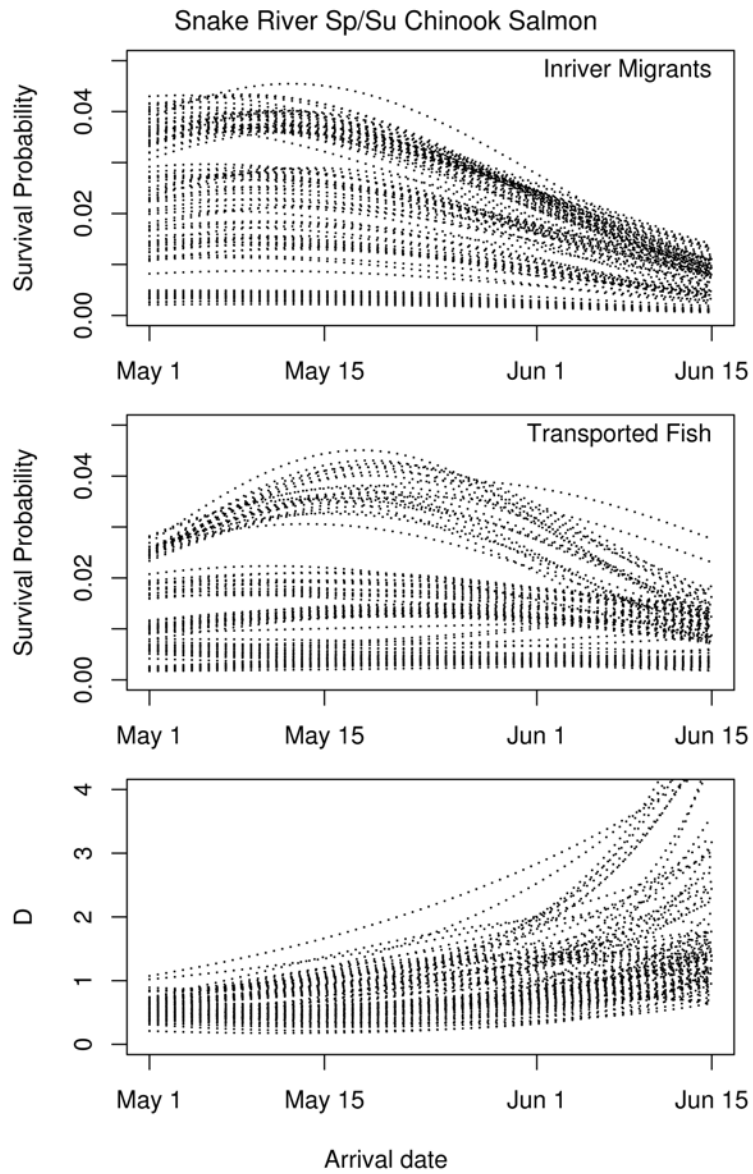 Snake River Sp/Su Chinook Salmon
Inriver Migrants
Survival Probability
0.04
0.02
0.00
May 1 May 15 Jun 1 Jun 15
Transported Fish
Survival Probability
0.04
0.02
0.00
May 1 May 15 Jun 1 Jun 15
D
4
3
2
1
0
May 1 May 15 Jun 1 Jun 15
Arrival date